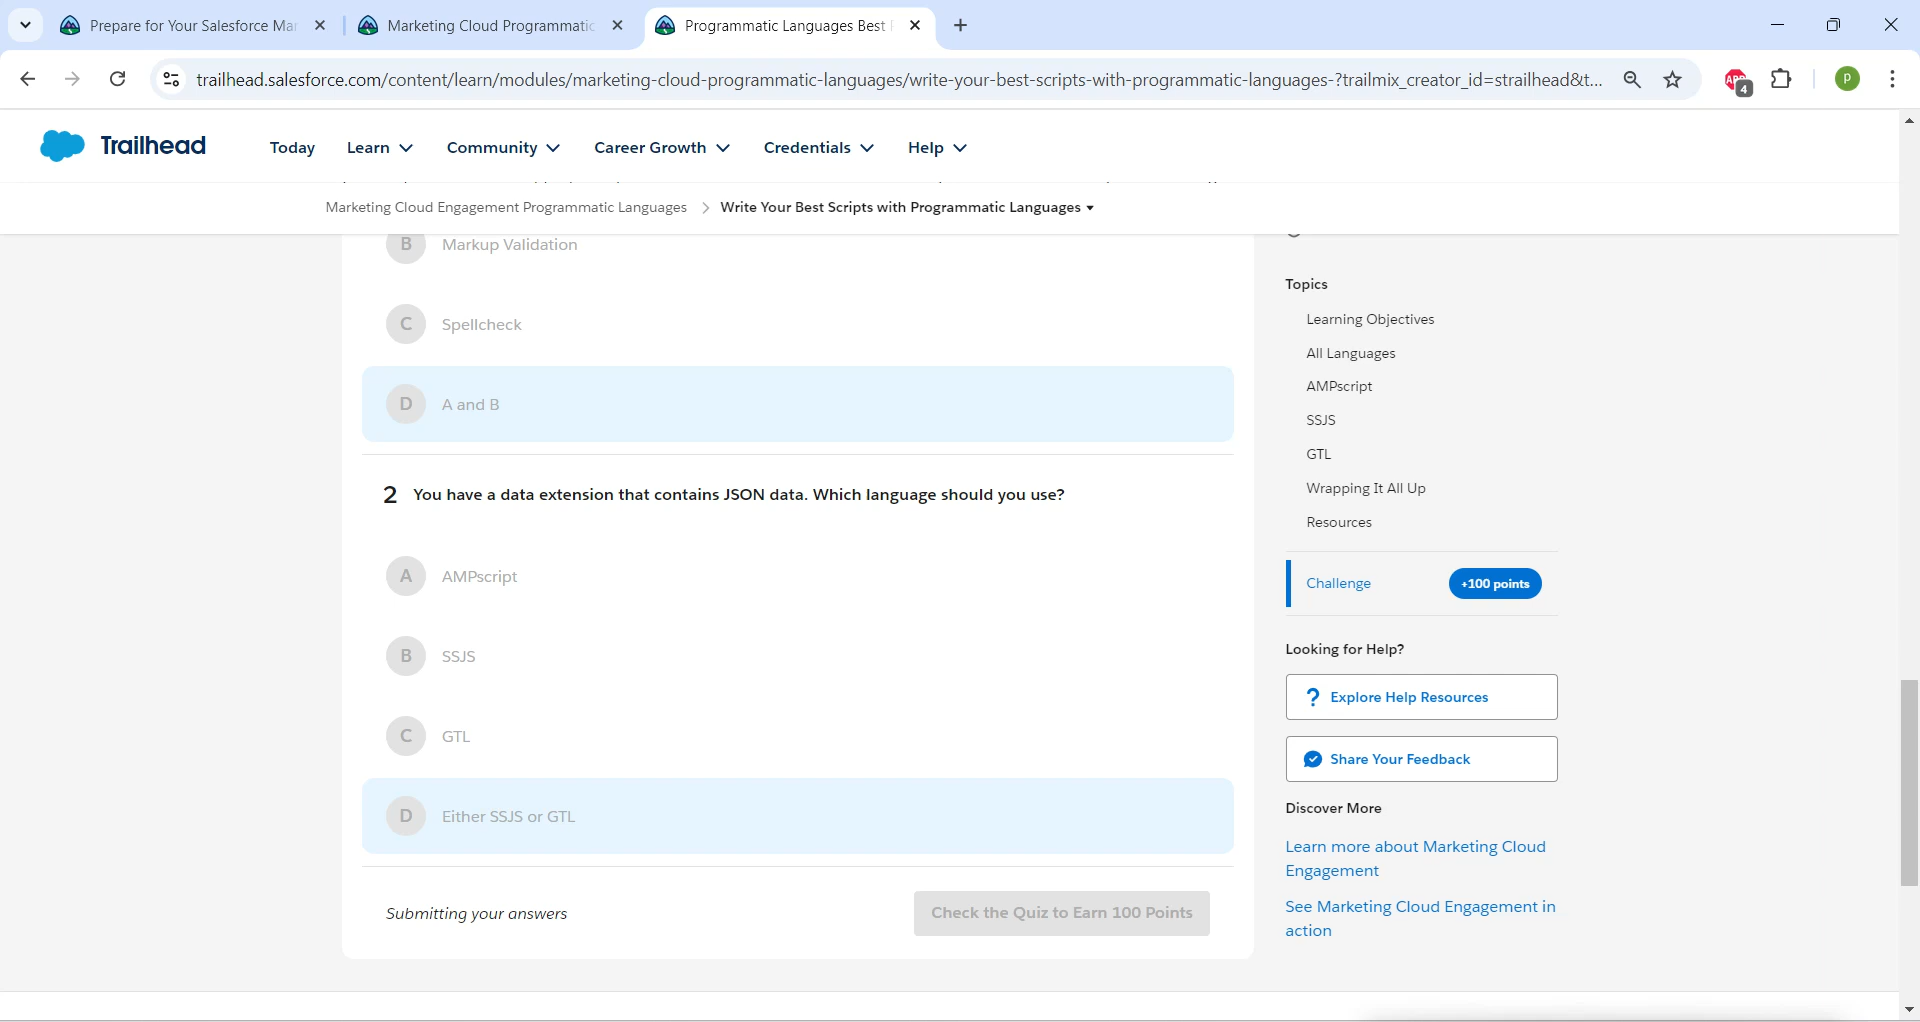 Prepare for Your Salesforce Mar
Marketing Cloud Programmatic
Programmatic Languages Best
trailhead.salesforce.com/content/learn/modules/marketing-cloud-programmatic-languages/write-your-best-scripts-with-programmatic-languages-?trailmix_creator_id=strailhead&t...
ABP
4
P
Trailhead
Today
Learn
Community
Career Growth
Credentials
Help
Marketing Cloud Engagement Programmatic Languages > Write Your Best Scripts with Programmatic Languages
B Markup Validation
C Spellcheck
D A and B
2 You have a data extension that contains JSON data. Which language should you use?
A AMPscript
B SSJS
C GTL
D Either SSJS or GTL
Submitting your answers
Check the Quiz to Earn 100 Points
Topics
Learning Objectives
All Languages
AMPscript
SSJS
GTL
Wrapping It All Up
Resources
Challenge
+100 points
Looking for Help?
? Explore Help Resources
Share Your Feedback
Discover More
Learn more about Marketing Cloud
Engagement
See Marketing Cloud Engagement in
action